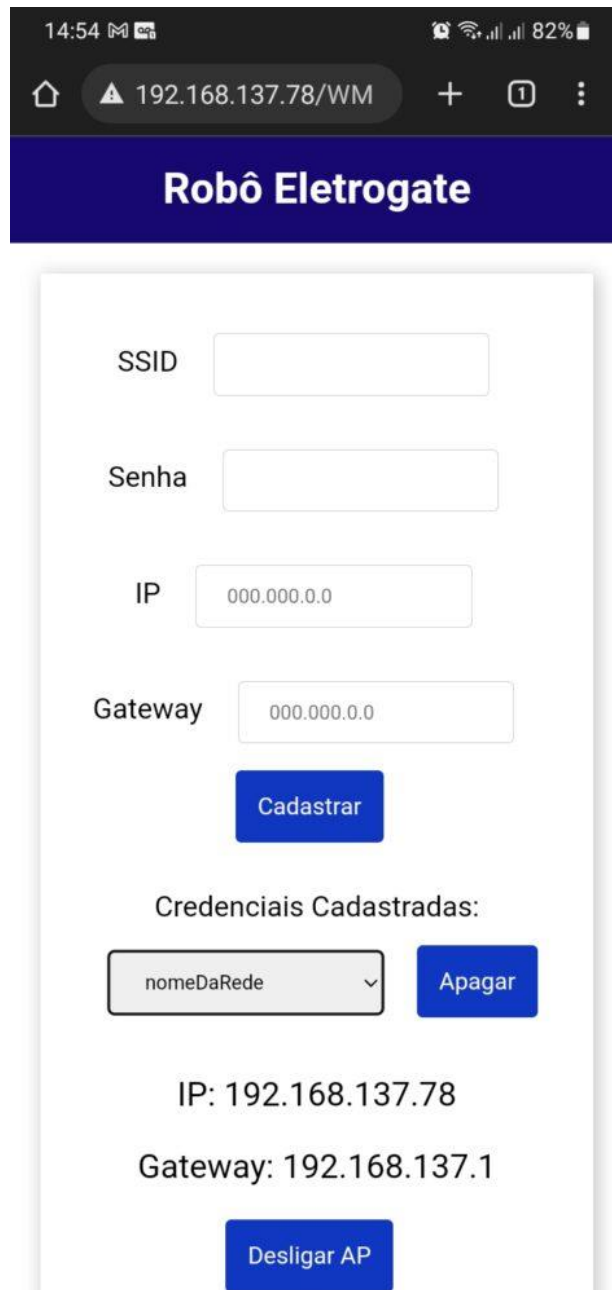 14:54 82%
192.168.137.78/WM 1
Robô Eletrogate
SSID
Senha
IP 000.000.0.0
Gateway 000.000.0.0
Cadastrar
Credenciais Cadastradas:
nomeDaRede Apagar
IP: 192.168.137.78
Gateway: 192.168.137.1
Desligar AP